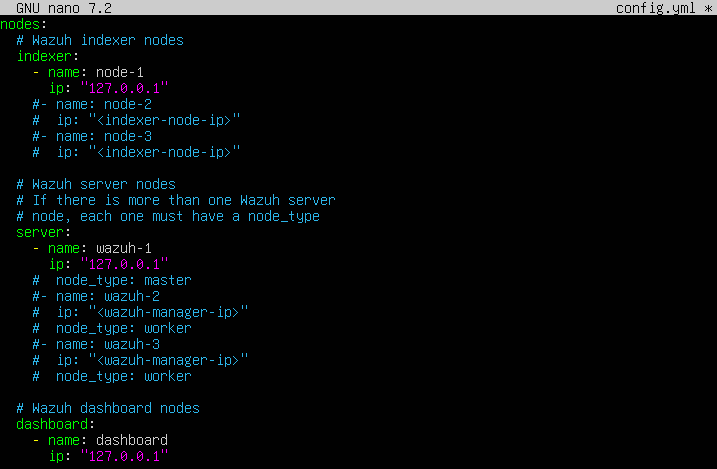 GNU nano 7.2 config.yml *
nodes:
  # Wazuh indexer nodes
  indexer:
    - name: node-1
      ip: "127.0.0.1"
    #- name: node-2
    #  ip: "<indexer-node-ip>"
    #- name: node-3
    #  ip: "<indexer-node-ip>"

  # Wazuh server nodes
  # If there is more than one Wazuh server
  # node, each one must have a node_type
  server:
    - name: wazuh-1
      ip: "127.0.0.1"
    #  node_type: master
    #- name: wazuh-2
    #  ip: "<wazuh-manager-ip>"
    #  node_type: worker
    #- name: wazuh-3
    #  ip: "<wazuh-manager-ip>"
    #  node_type: worker

  # Wazuh dashboard nodes
  dashboard:
    - name: dashboard
      ip: "127.0.0.1"